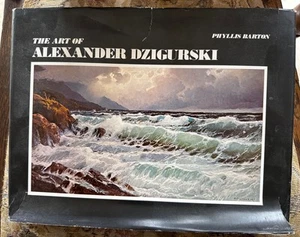 THE ART OF
ALEXANDER DZIGURSKI
PHYLLIS BARTON